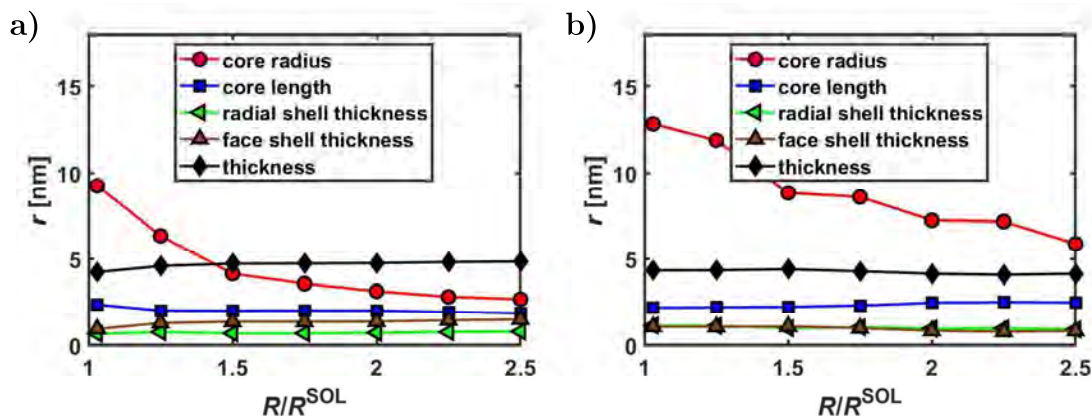 a)
core radius
core length
radial shell thickness
face shell thickness
thickness
15
10
5
0
r [nm]
1
1.5
2
2.5
R/R^SOL
b)
core radius
core length
radial shell thickness
face shell thickness
thickness
15
10
5
0
r [nm]
1
1.5
2
2.5
R/R^SOL